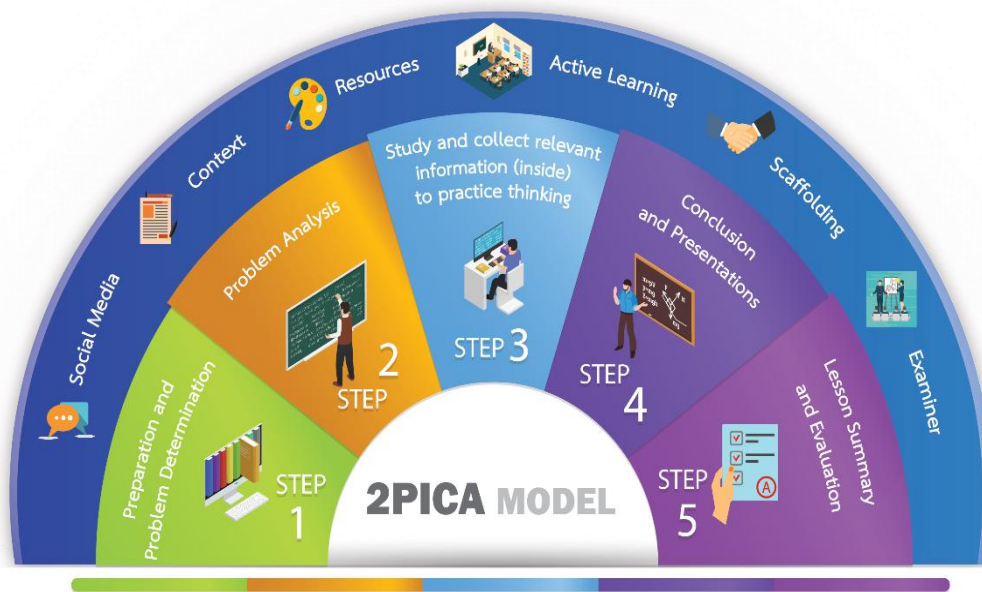 Social Media
Context
Resources
Active Learning
Scaffolding
Examiner
Preparation and
Problem Determination
STEP
1
Problem Analysis
2
STEP
Study and collect relevant
information (inside)
to practice thinking
STEP 3
Conclusion
and Presentations
STEP
4
Lesson Summary
and Evaluation
STEP
5
A
2PICA MODEL